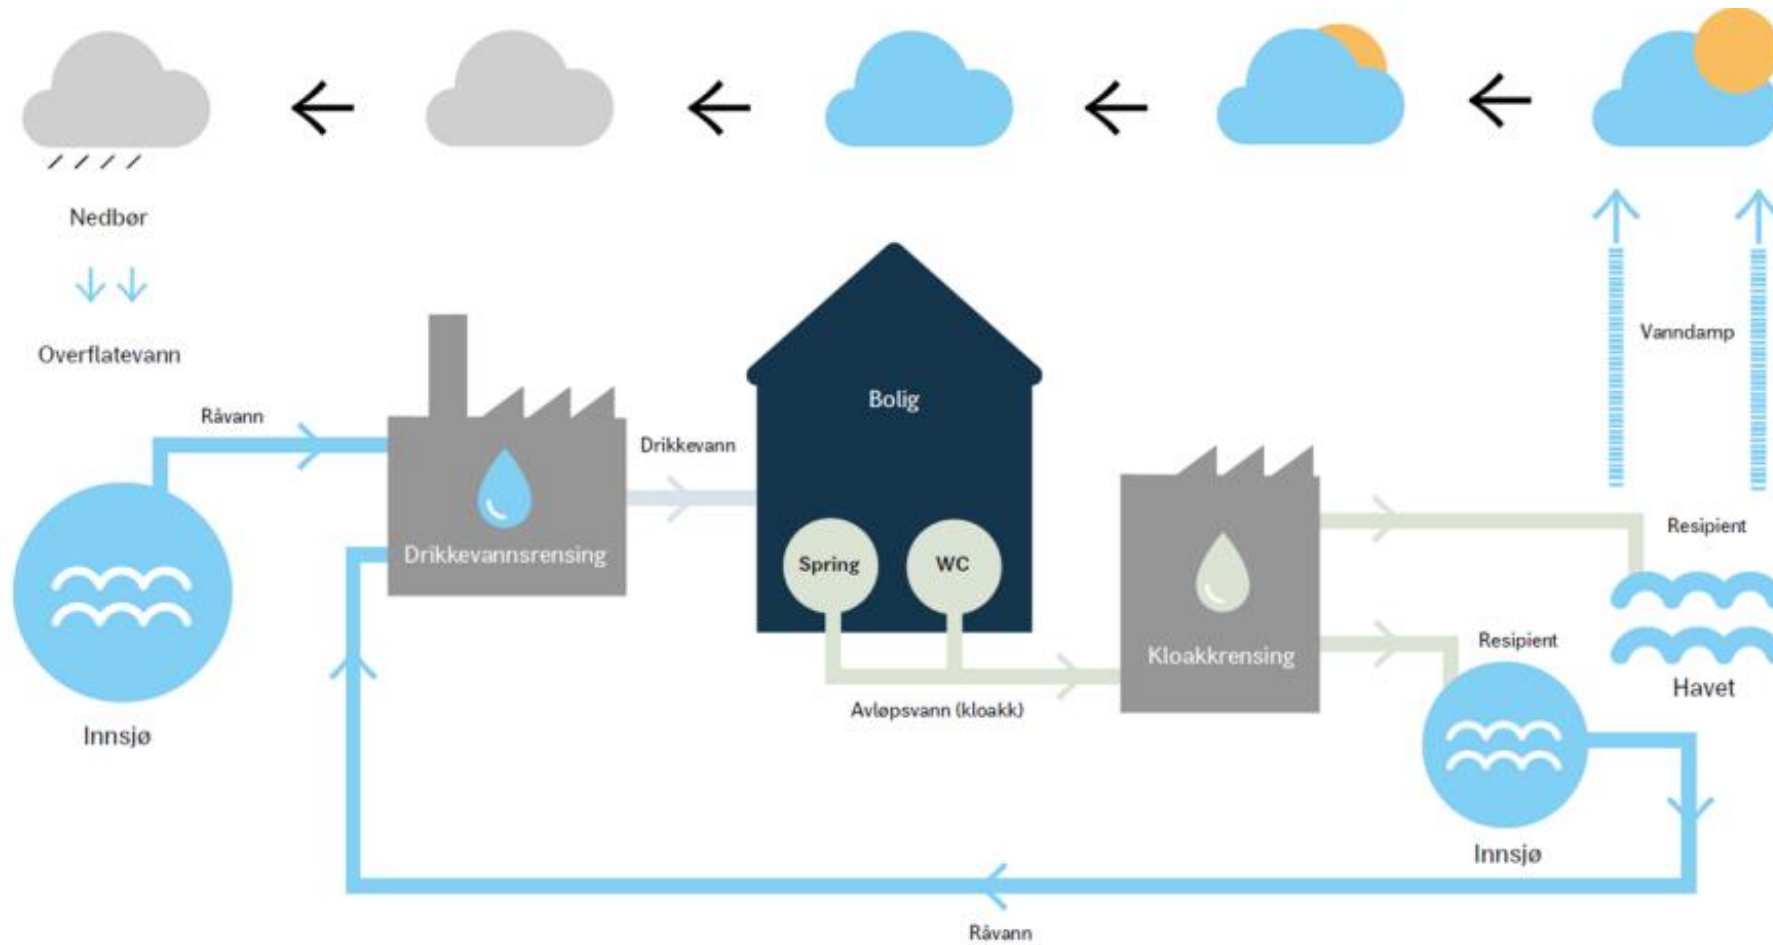 Nedbør
Overflatevann
Råvann
Innsjø
Drikkevannsrensing
Drikkevann
Bolig
Spring
WC
Avløpsvann (kloakk)
Kloakkrensing
Resipient
Innsjø
Resipient
Havet
Vanndamp
Råvann